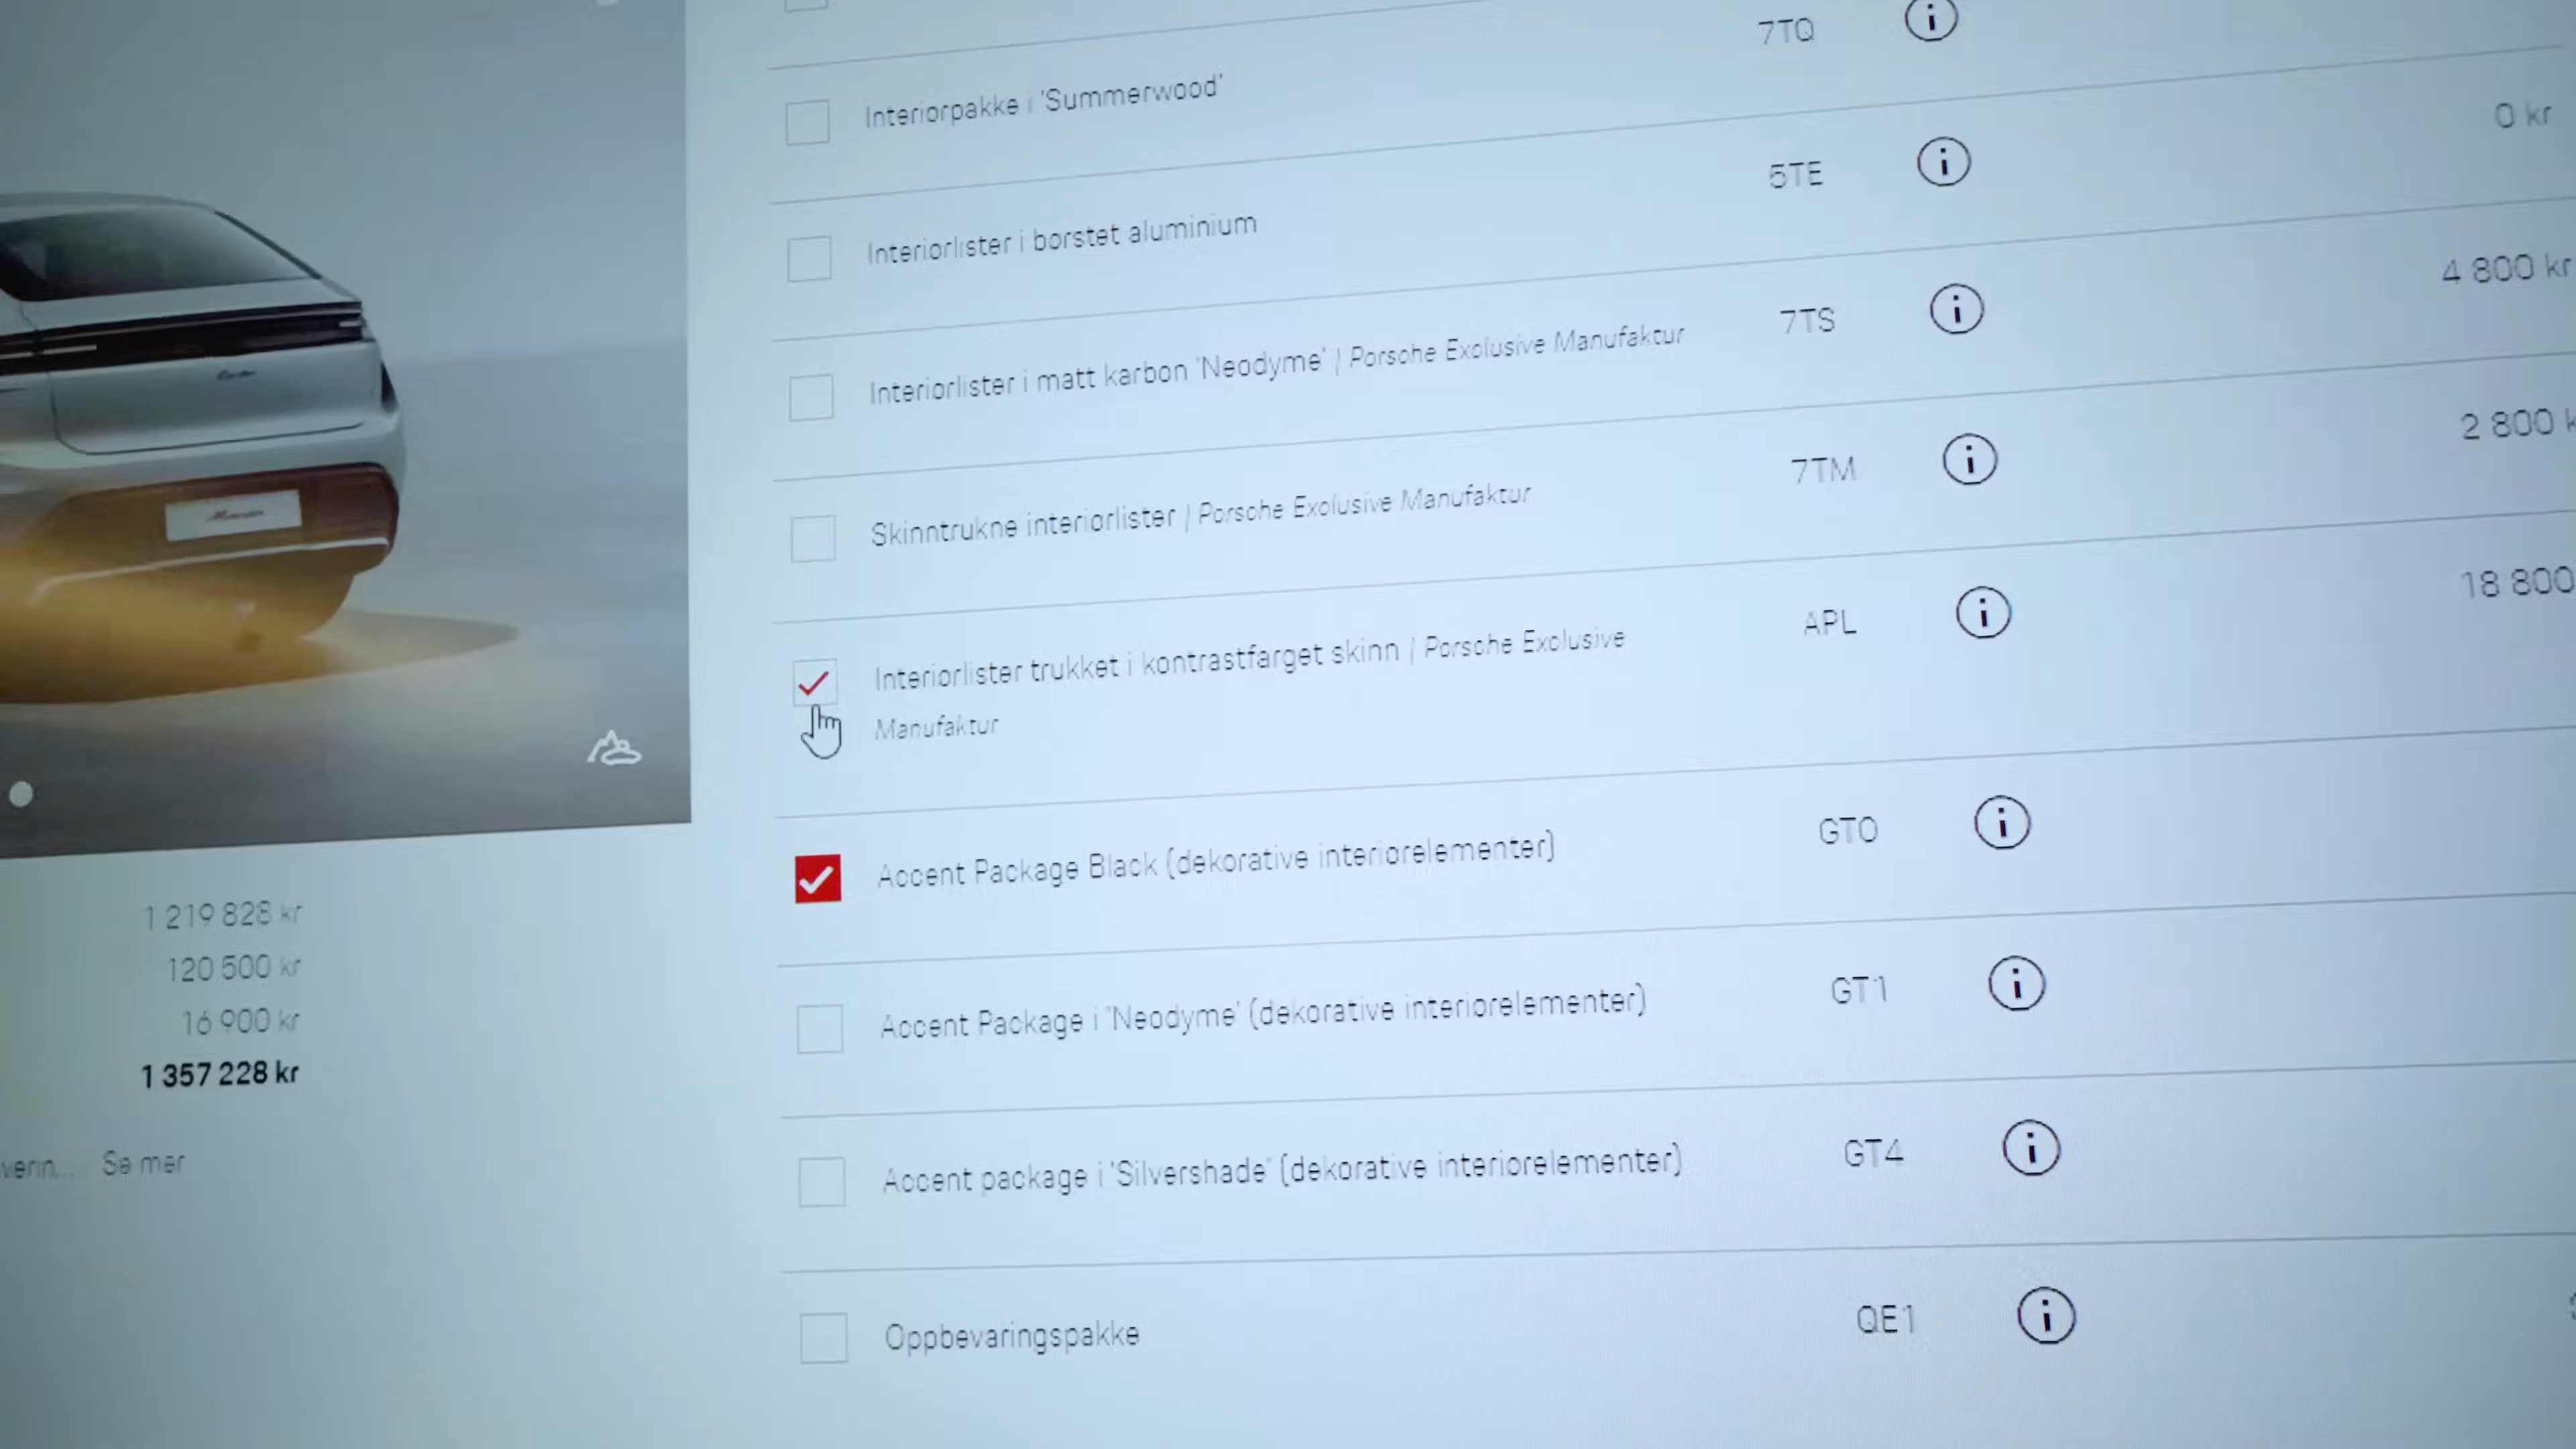 7TQ
Interiorpakke i 'Summerwood'
5TE
0 kr
Interiorlister i børstet aluminium
7TS
4 800 kr
Interiorlister i matt karbon 'Neodyme' | Porsche Exclusive Manufaktur
7TM
2 800 k
Skinntrukne interiorlister | Porsche Exclusive Manufaktur
APL
18 800
Interiorlister trukket i kontrastfarget skinn | Porsche Exclusive
Manufaktur
GT0
Accent Package Black (dekorative interiorelementer)
GT1
Accent Package i 'Neodyme' (dekorative interiorelementer)
GT4
Accent package i 'Silvershade' (dekorative interiorelementer)
QE1
Oppbevaringspakke
Turbo
Macan
1 219 828 kr
120 500 kr
16 900 kr
1 357 228 kr
verin... Se mer